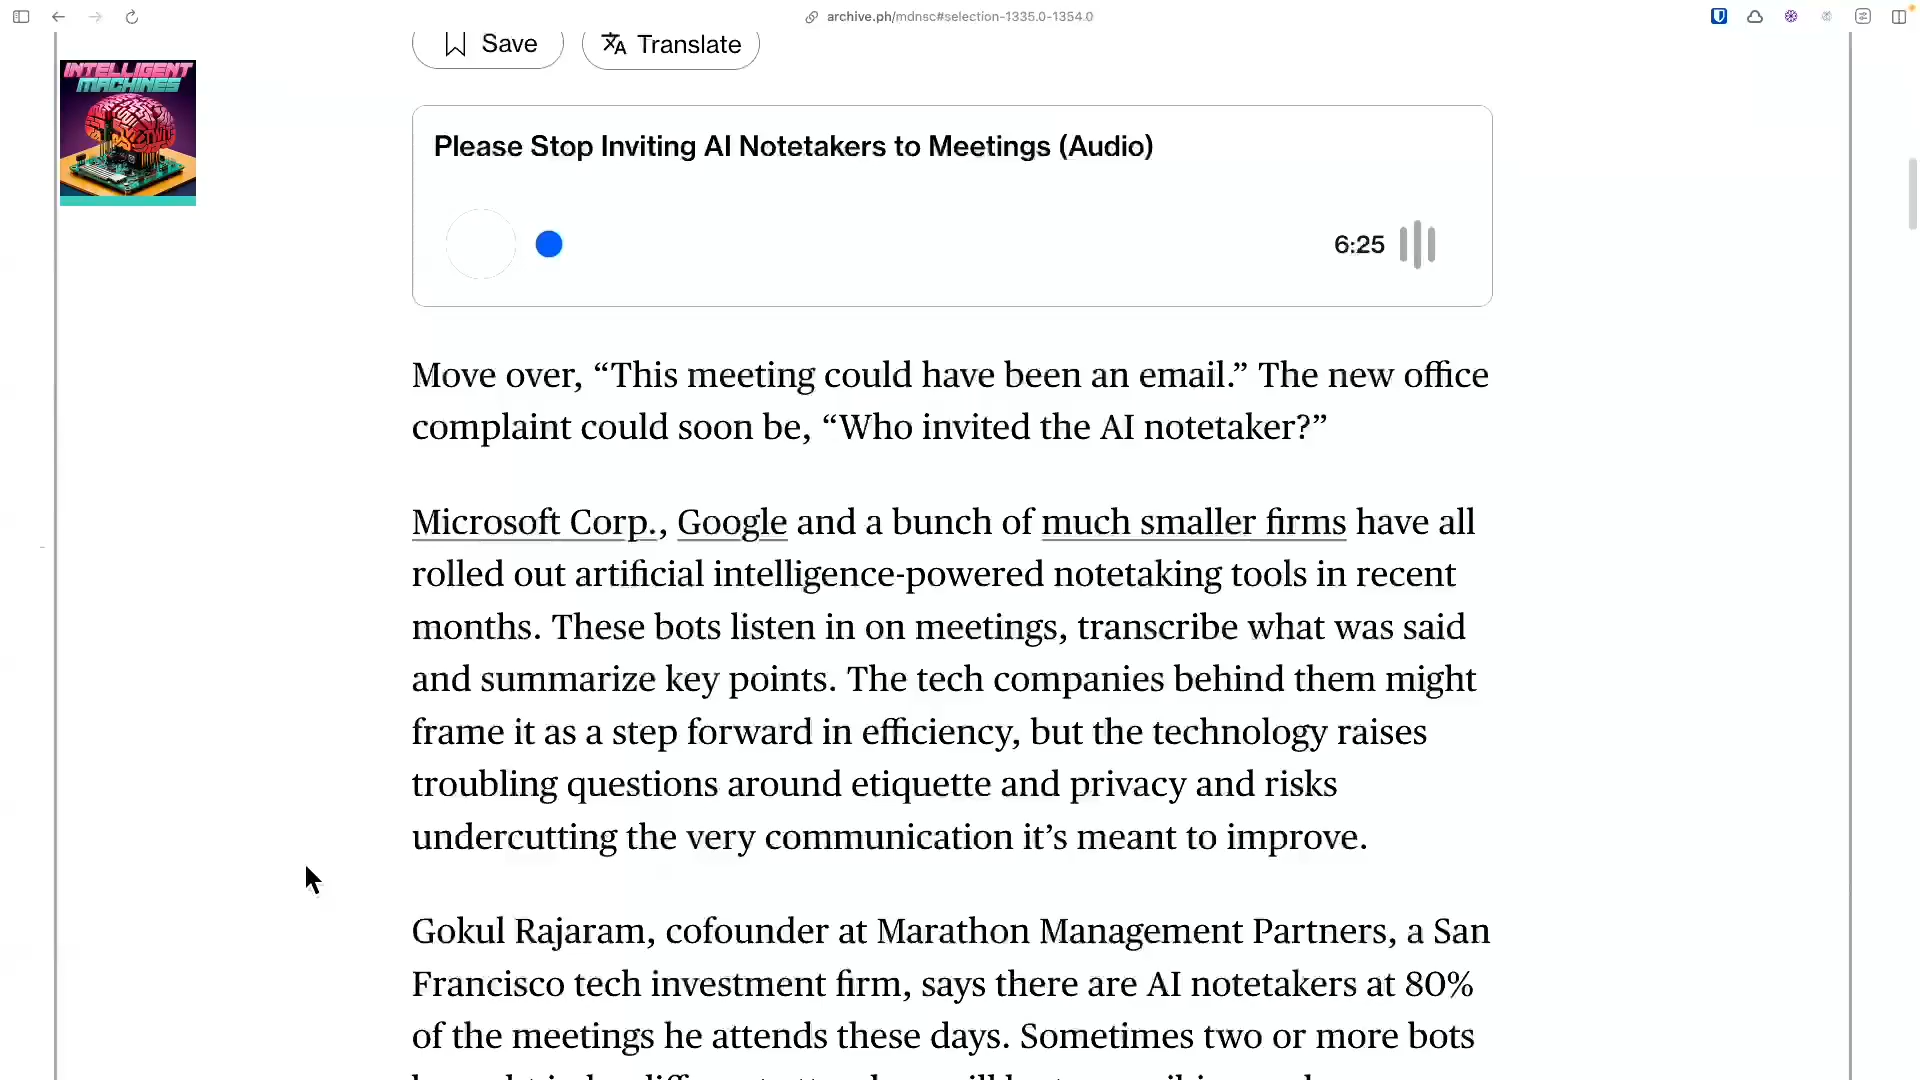 archive.ph/mdnsc#selection-1335.0-1354.0
Save
Translate
INTELLIGENT
MACHINES
Please Stop Inviting AI Notetakers to Meetings (Audio)
6:25
Move over, “This meeting could have been an email.” The new office
complaint could soon be, “Who invited the AI notetaker?”
Microsoft Corp., Google and a bunch of much smaller firms have all
rolled out artificial intelligence-powered notetaking tools in recent
months. These bots listen in on meetings, transcribe what was said
and summarize key points. The tech companies behind them might
frame it as a step forward in efficiency, but the technology raises
troubling questions around etiquette and privacy and risks
undercutting the very communication it’s meant to improve.
Gokul Rajaram, cofounder at Marathon Management Partners, a San
Francisco tech investment firm, says there are AI notetakers at 80%
of the meetings he attends these days. Sometimes two or more bots